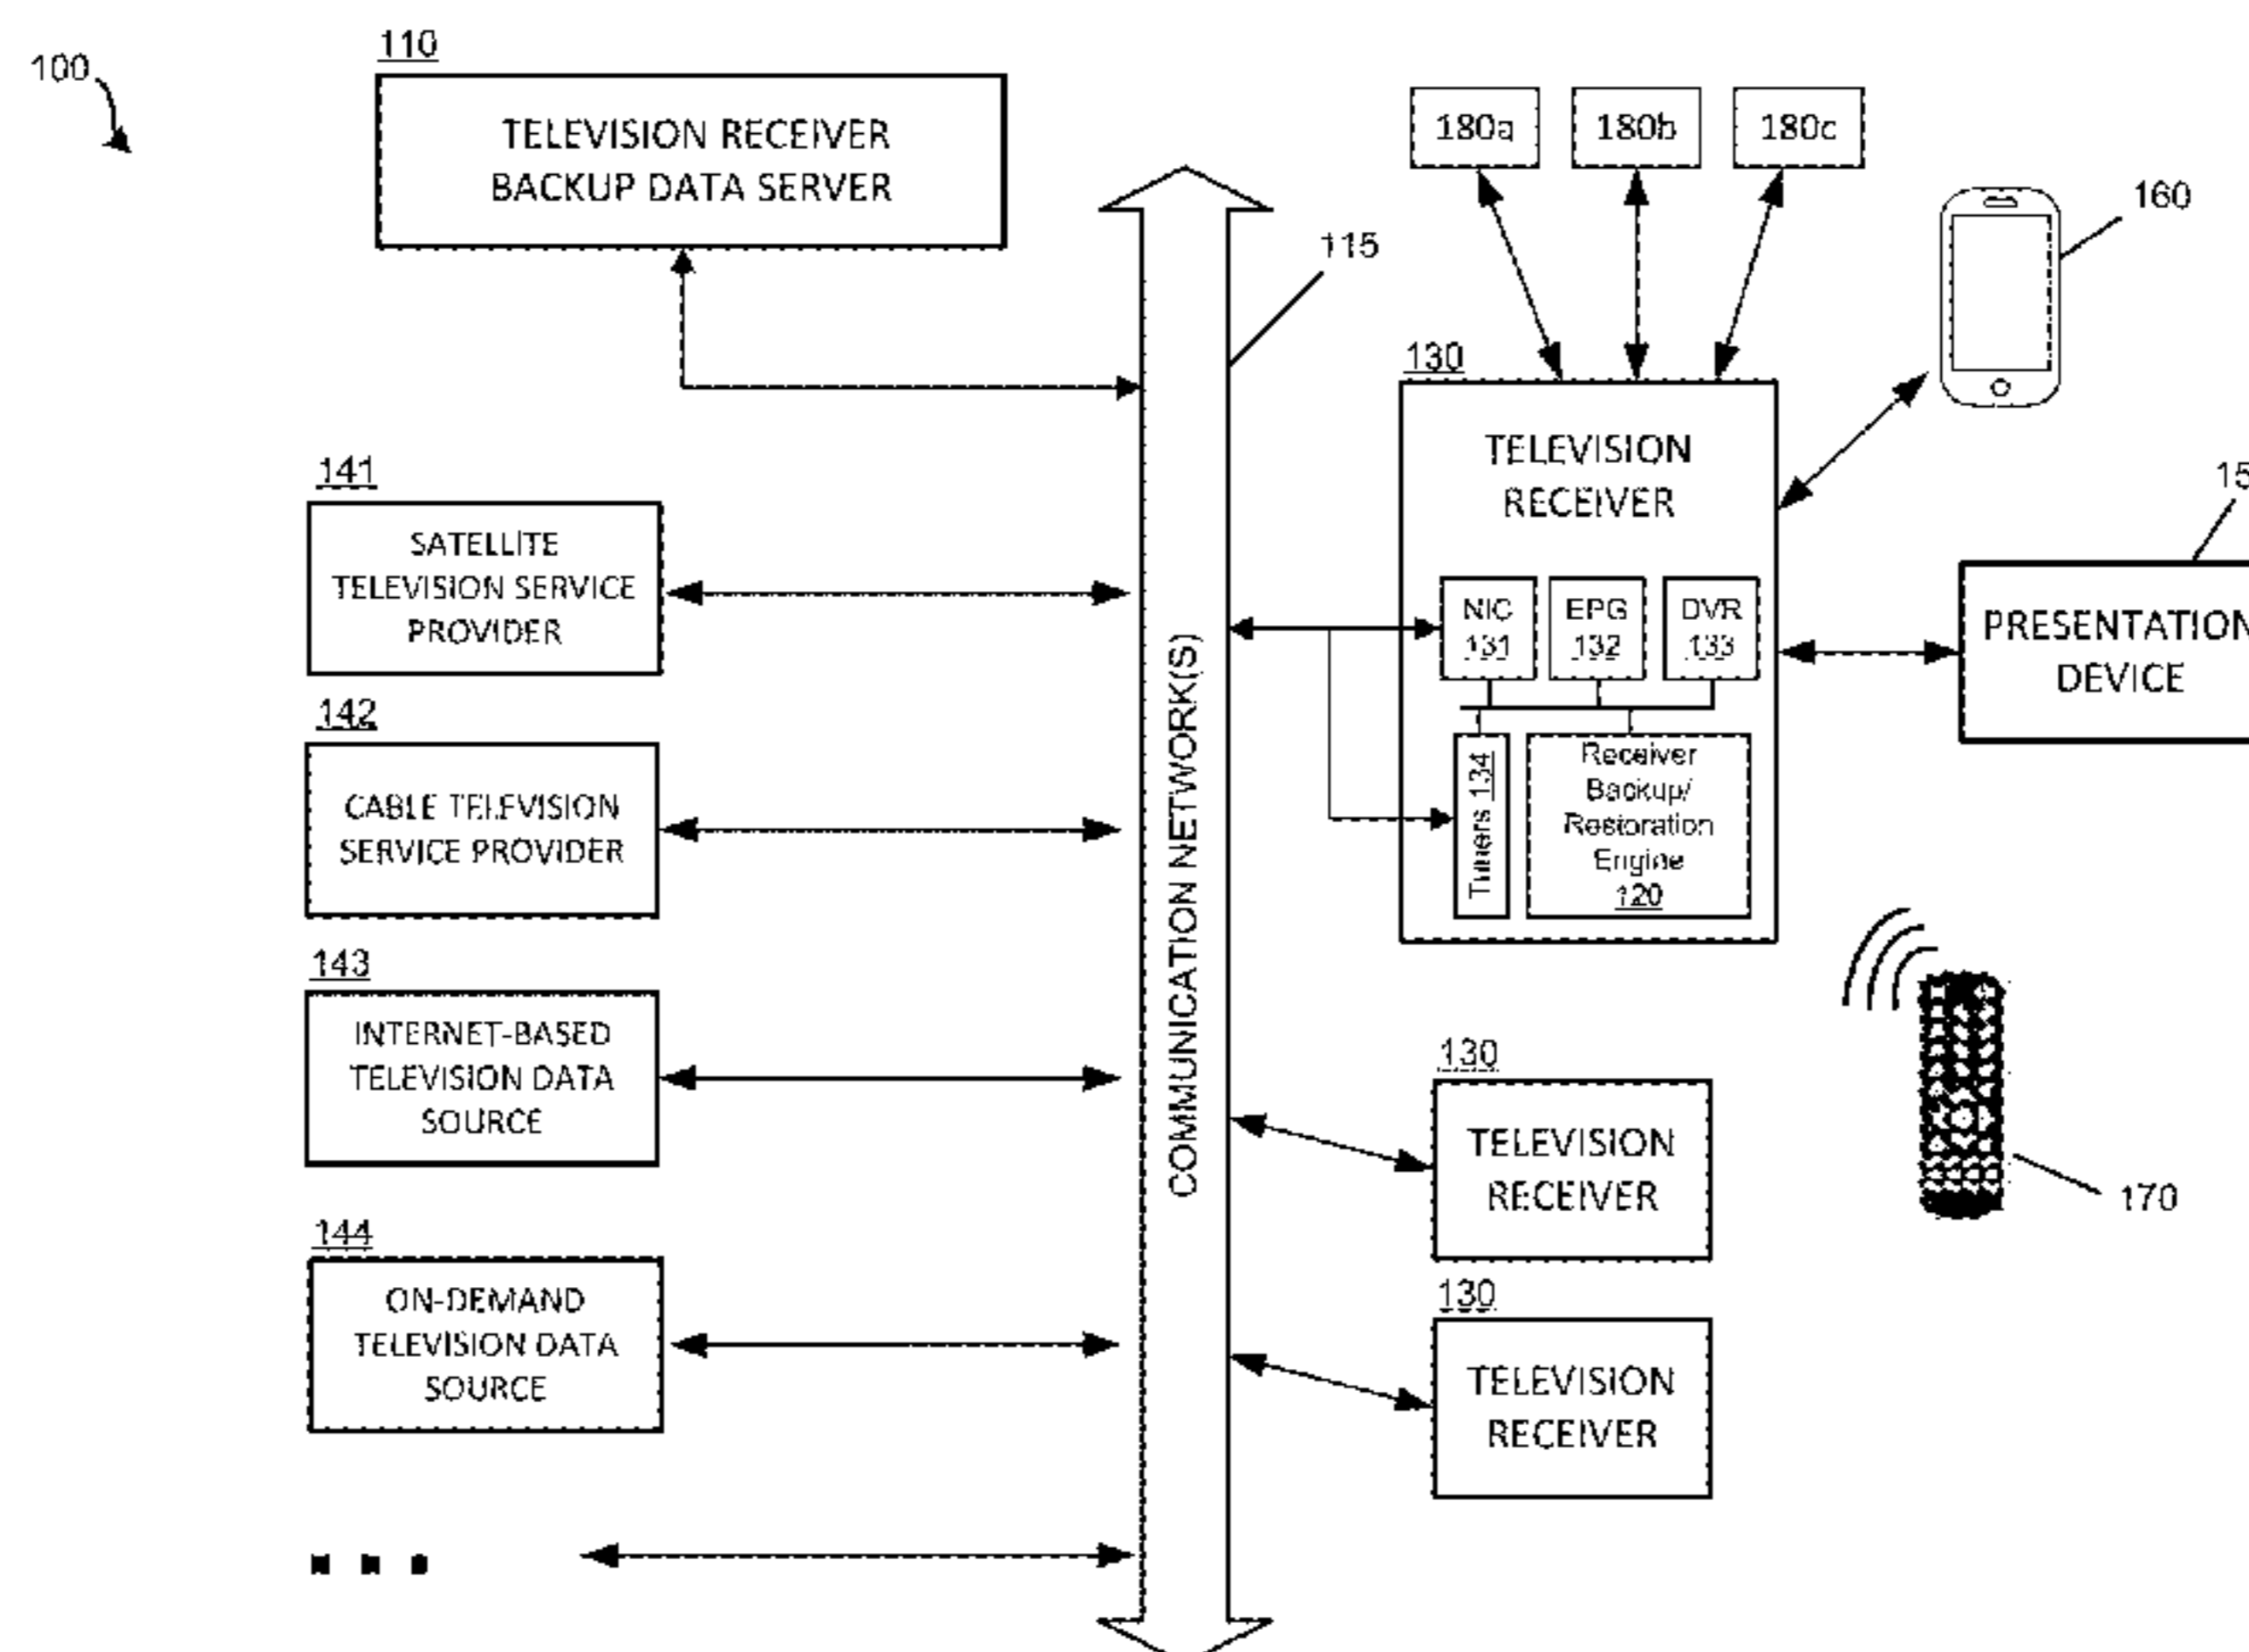 100
110
TELEVISION RECEIVER
BACKUP DATA SERVER
180a
180b
180c
160
115
130
TELEVISION
RECEIVER
NIC
131
EPG
132
DVR
133
Tuners 134
Receiver
Backup/
Restoration
Engine
120
15
PRESENTATION
DEVICE
141
SATELLITE
TELEVISION SERVICE
PROVIDER
142
CABLE TELEVISION
SERVICE PROVIDER
143
INTERNET-BASED
TELEVISION DATA
SOURCE
144
ON-DEMAND
TELEVISION DATA
SOURCE
COMMUNICATION NETWORK(S)
130
TELEVISION
RECEIVER
130
TELEVISION
RECEIVER
170